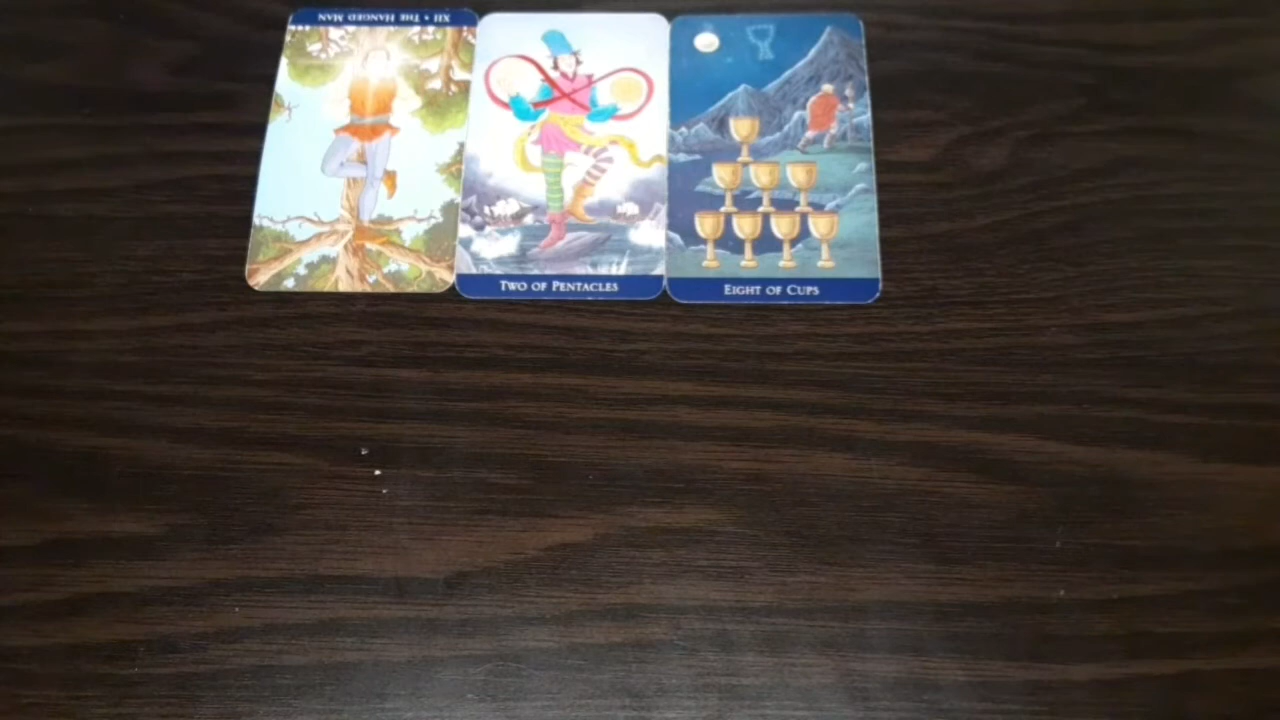 XII • THE HANGED MAN
TWO OF PENTACLES
EIGHT OF CUPS